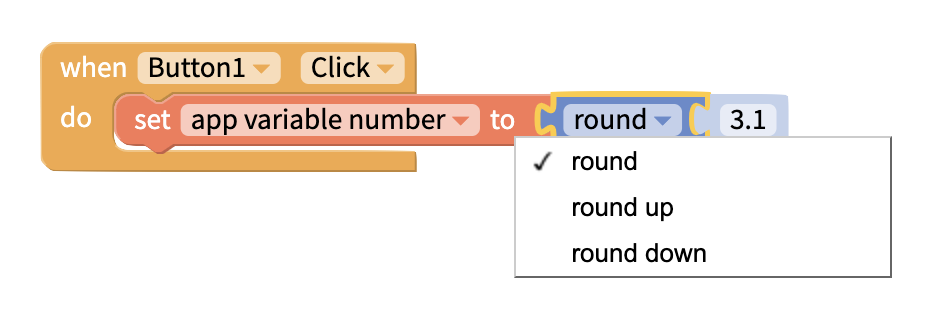 when Button1 Click
do set app variable number to round 3.1
round
round up
round down